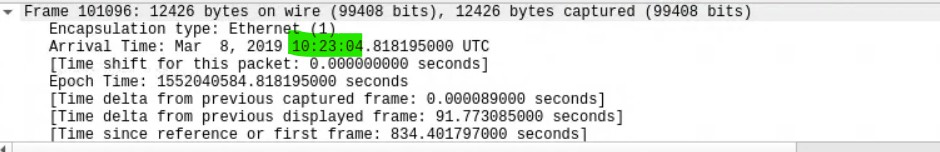 Frame 101096: 12426 bytes on wire (99408 bits), 12426 bytes captured (99408 bits)
Encapsulation type: Ethernet (1)
Arrival Time: Mar  8, 2019 10:23:04.818195000 UTC
[Time shift for this packet: 0.000000000 seconds]
Epoch Time: 1552040584.818195000 seconds
[Time delta from previous captured frame: 0.000089000 seconds]
[Time delta from previous displayed frame: 91.773085000 seconds]
[Time since reference or first frame: 834.401797000 seconds]